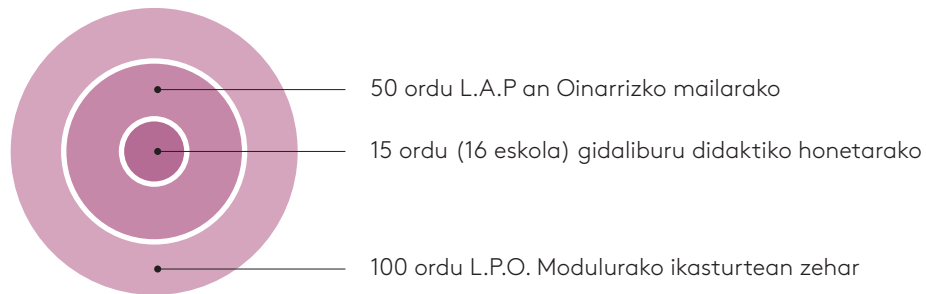 50 ordu L.A.P an Oinarrizko mailarako
15 ordu (16 eskola) gidaliburu didaktiko honetarako
100 ordu L.P.O. Modulurako ikasturtean zehar